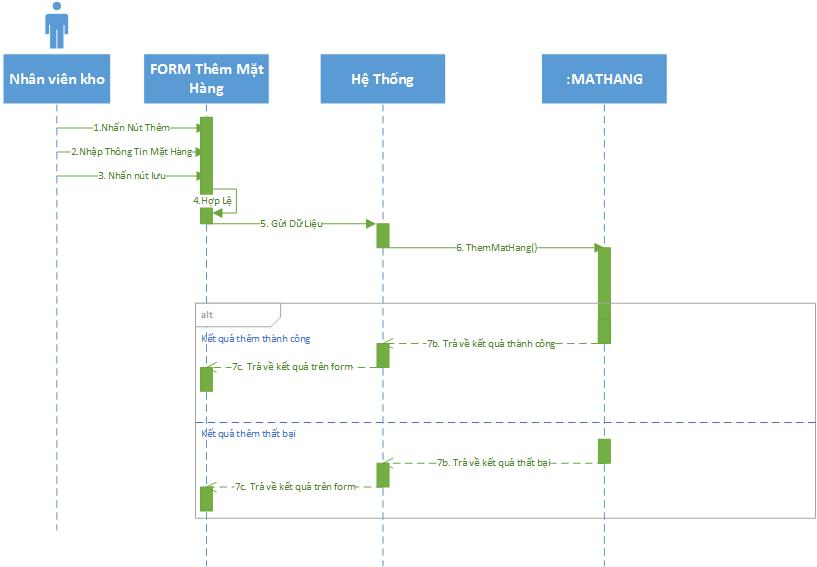 Nhân viên kho
FORM Thêm Mặt
Hàng
Hệ Thống
:MATHANG
1.Nhấn Nút Thêm
2.Nhập Thông Tin Mặt Hàng
3. Nhấn nút lưu
4.Hợp Lệ
5. Gửi Dữ Liệu
6. ThemMatHang()
alt
Kết quả thêm thành công
7b. Trả về kết quả thành công
7c. Trả về kết quả trên form
Kết quả thêm thất bại
7b. Trả về kết quả thất bại
7c. Trả về kết quả trên form